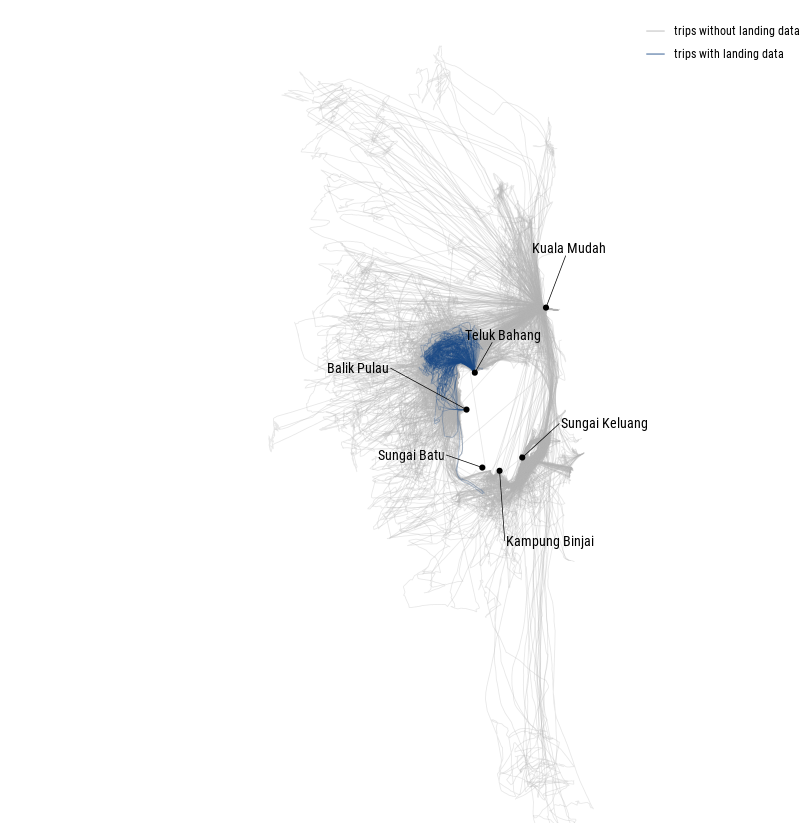 trips without landing data
trips with landing data
Kuala Mudah
Teluk Bahang
Balik Pulau
Sungai Keluang
Sungai Batu
Kampung Binjai